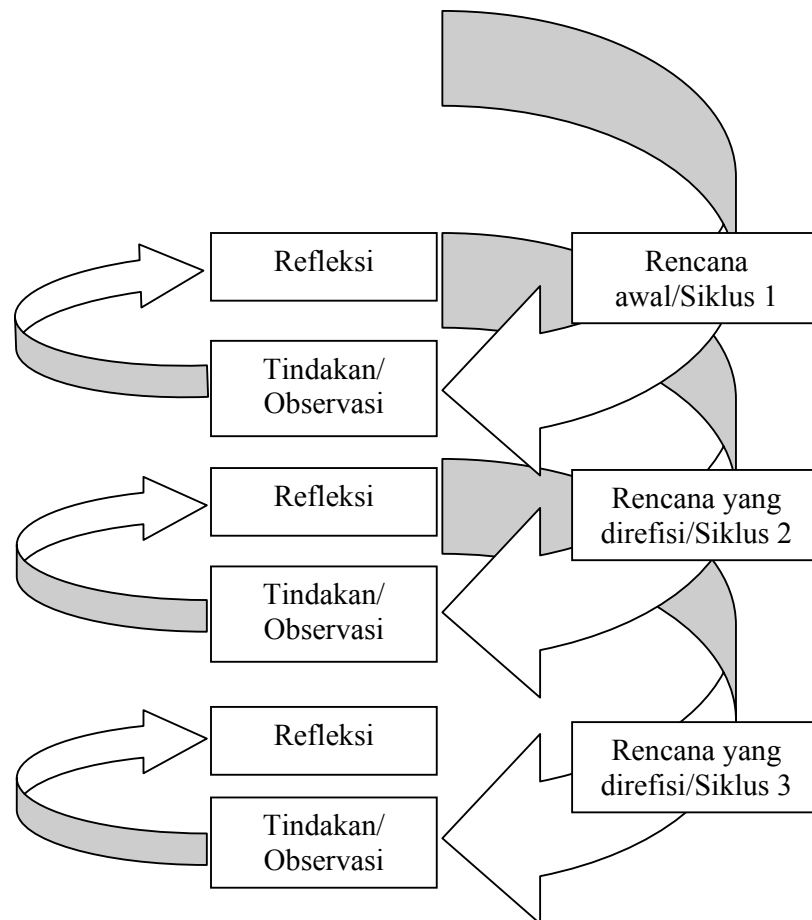 Refleksi
Rencana
awal/Siklus 1
Tindakan/
Observasi
Refleksi
Rencana yang
direfisi/Siklus 2
Tindakan/
Observasi
Refleksi
Rencana yang
direfisi/Siklus 3
Tindakan/
Observasi